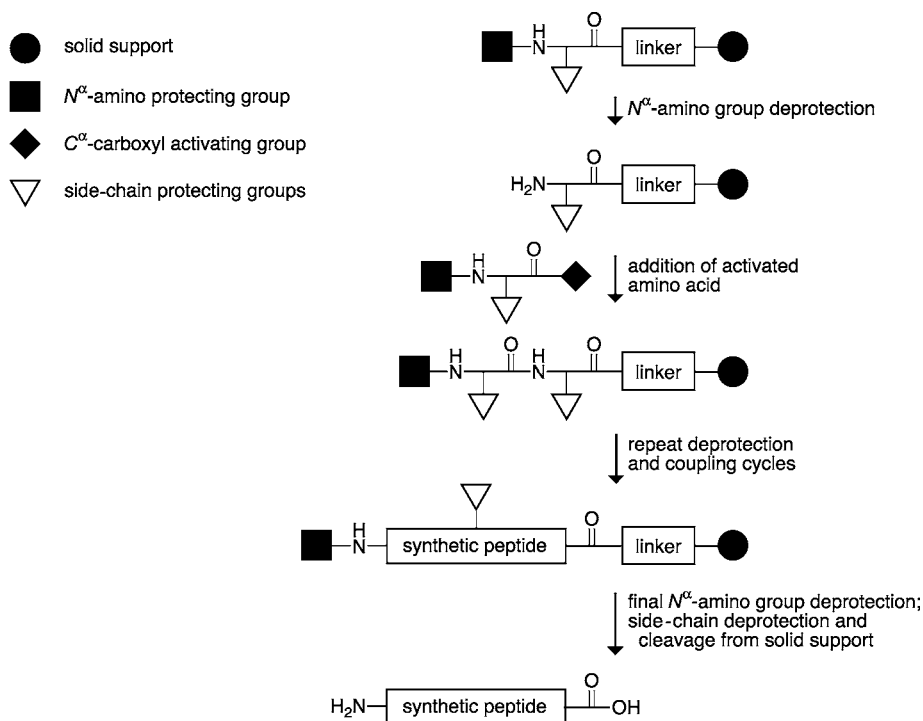 solid support
Nα-amino protecting group
Cα-carboxyl activating group
side-chain protecting groups
H
N
O
linker
Nα-amino group deprotection
H2N
O
linker
H
N
O
addition of activated
amino acid
H
N
O
H
N
O
linker
repeat deprotection
and coupling cycles
H
N
synthetic peptide
O
linker
final Nα-amino group deprotection;
side-chain deprotection and
cleavage from solid support
H2N
synthetic peptide
O
OH